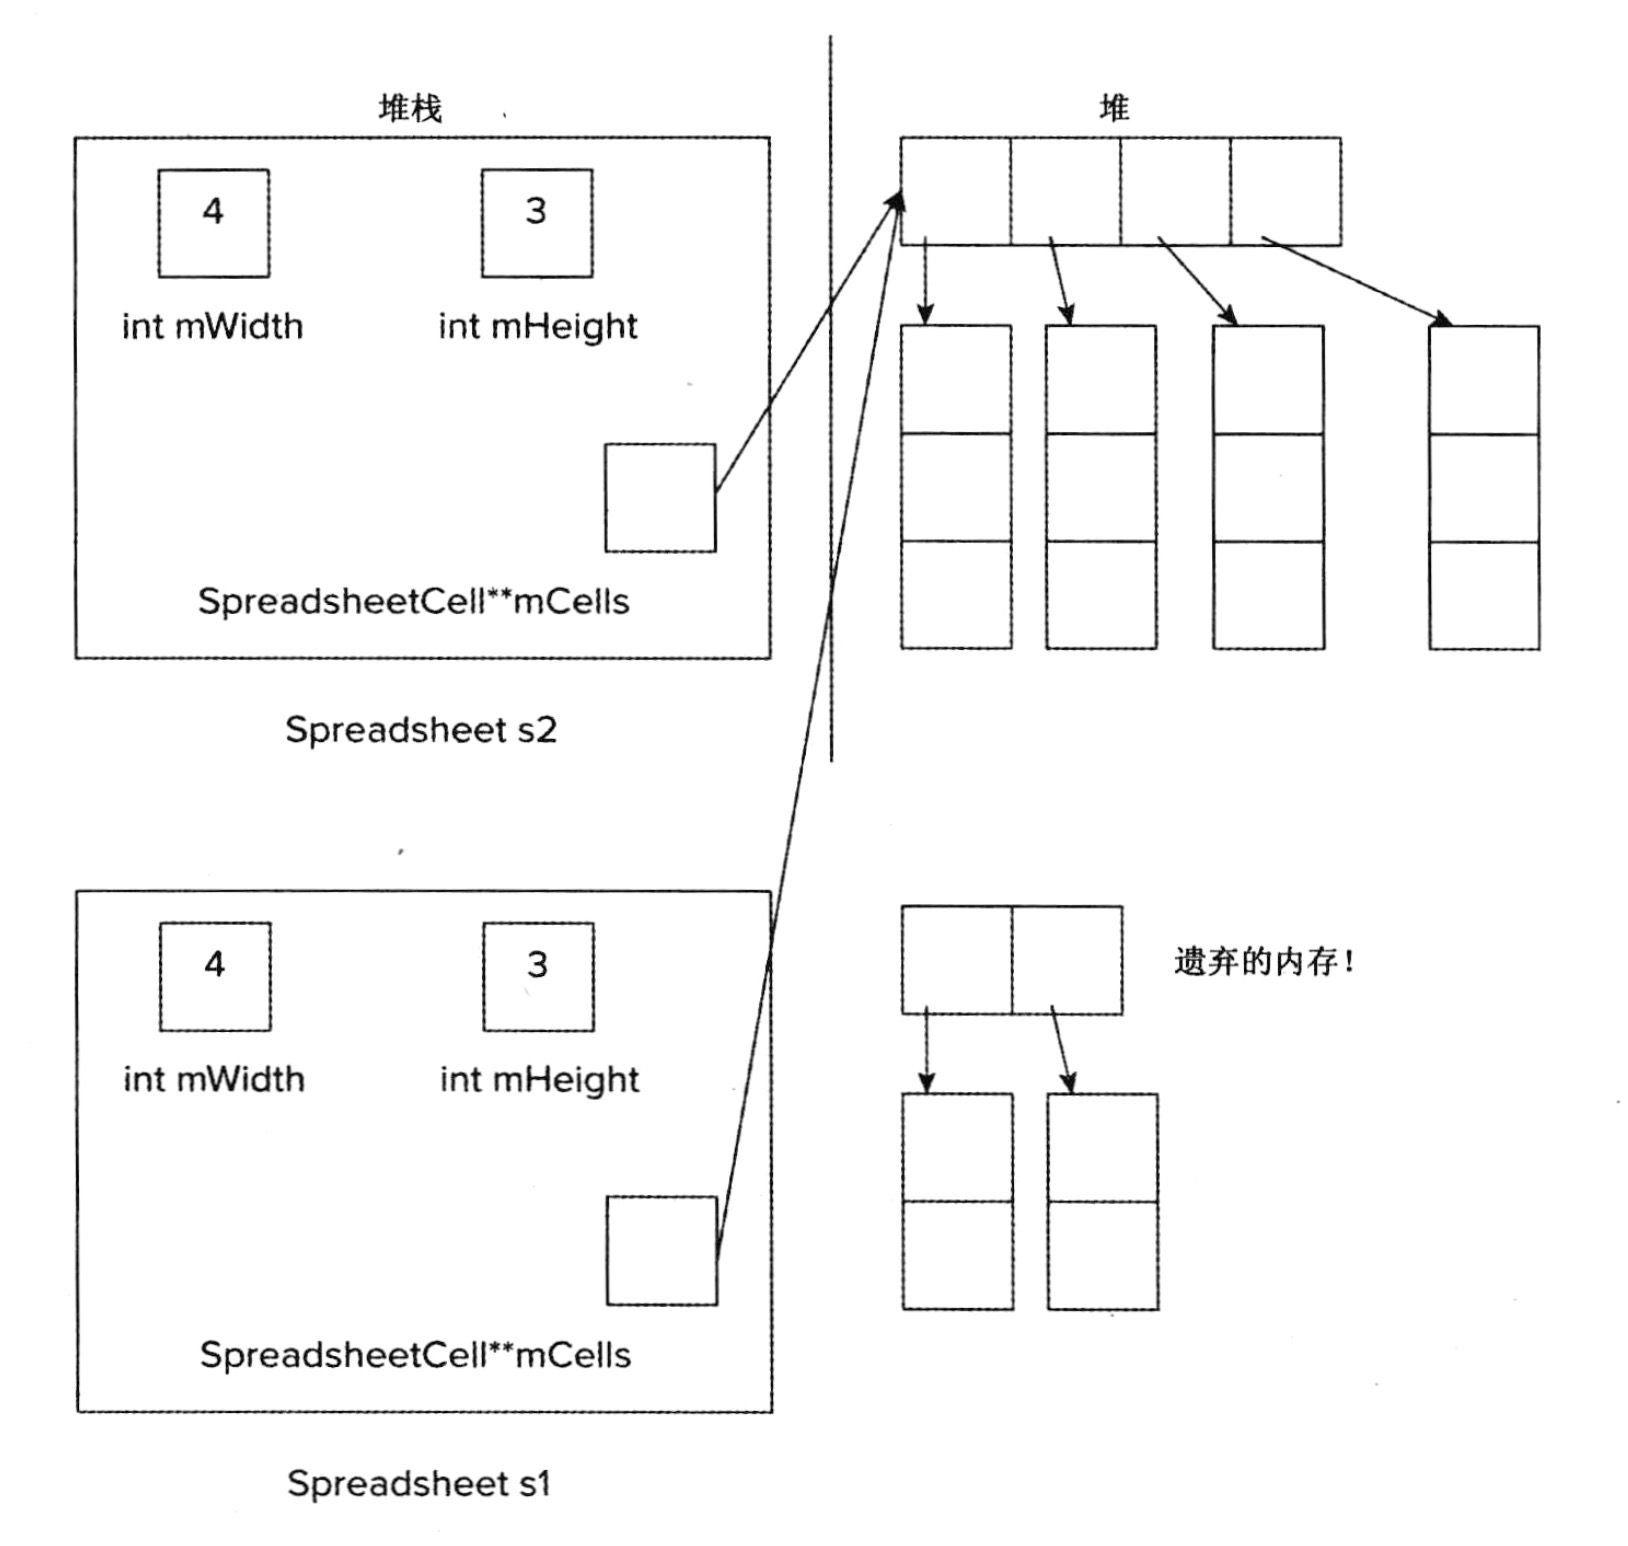 堆栈
堆
4
3
int mWidth
int mHeight
SpreadsheetCell**mCells
Spreadsheet s2
4
3
遗弃的内存!
int mWidth
int mHeight
SpreadsheetCell**mCells
Spreadsheet s1